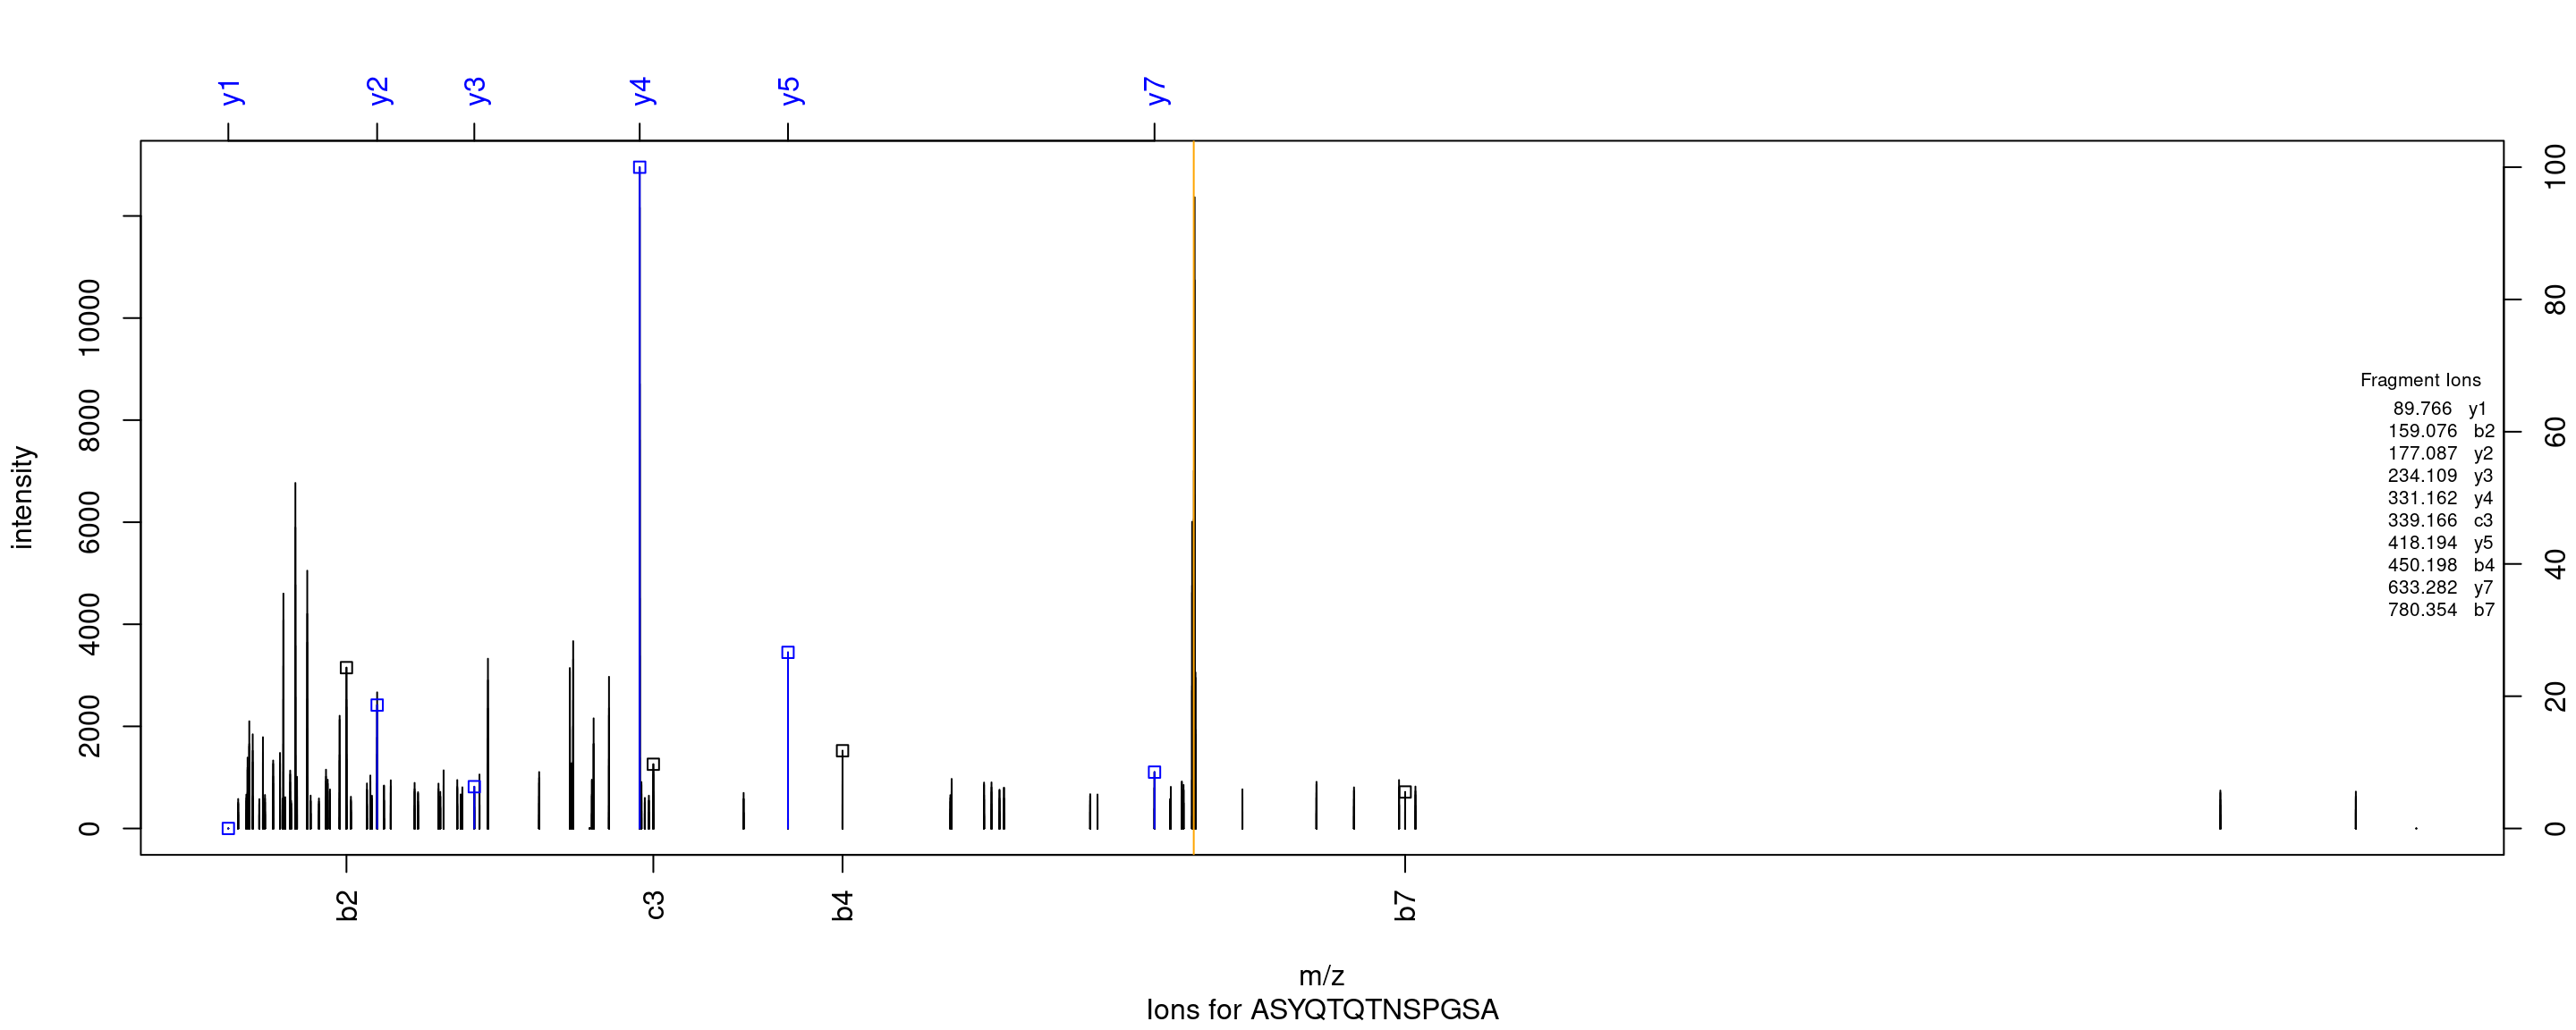 y1 y2 y3 y4 y5 y7
intensity
0 2000 4000 6000 8000 10000
0 20 40 60 80 100
Fragment Ions
89.766 y1
159.076 b2
177.087 y2
234.109 y3
331.162 y4
339.166 c3
418.194 y5
450.198 b4
633.282 y7
780.354 b7
b2 c3 b4 b7
m/z
Ions for ASYQTQTNSPGSA